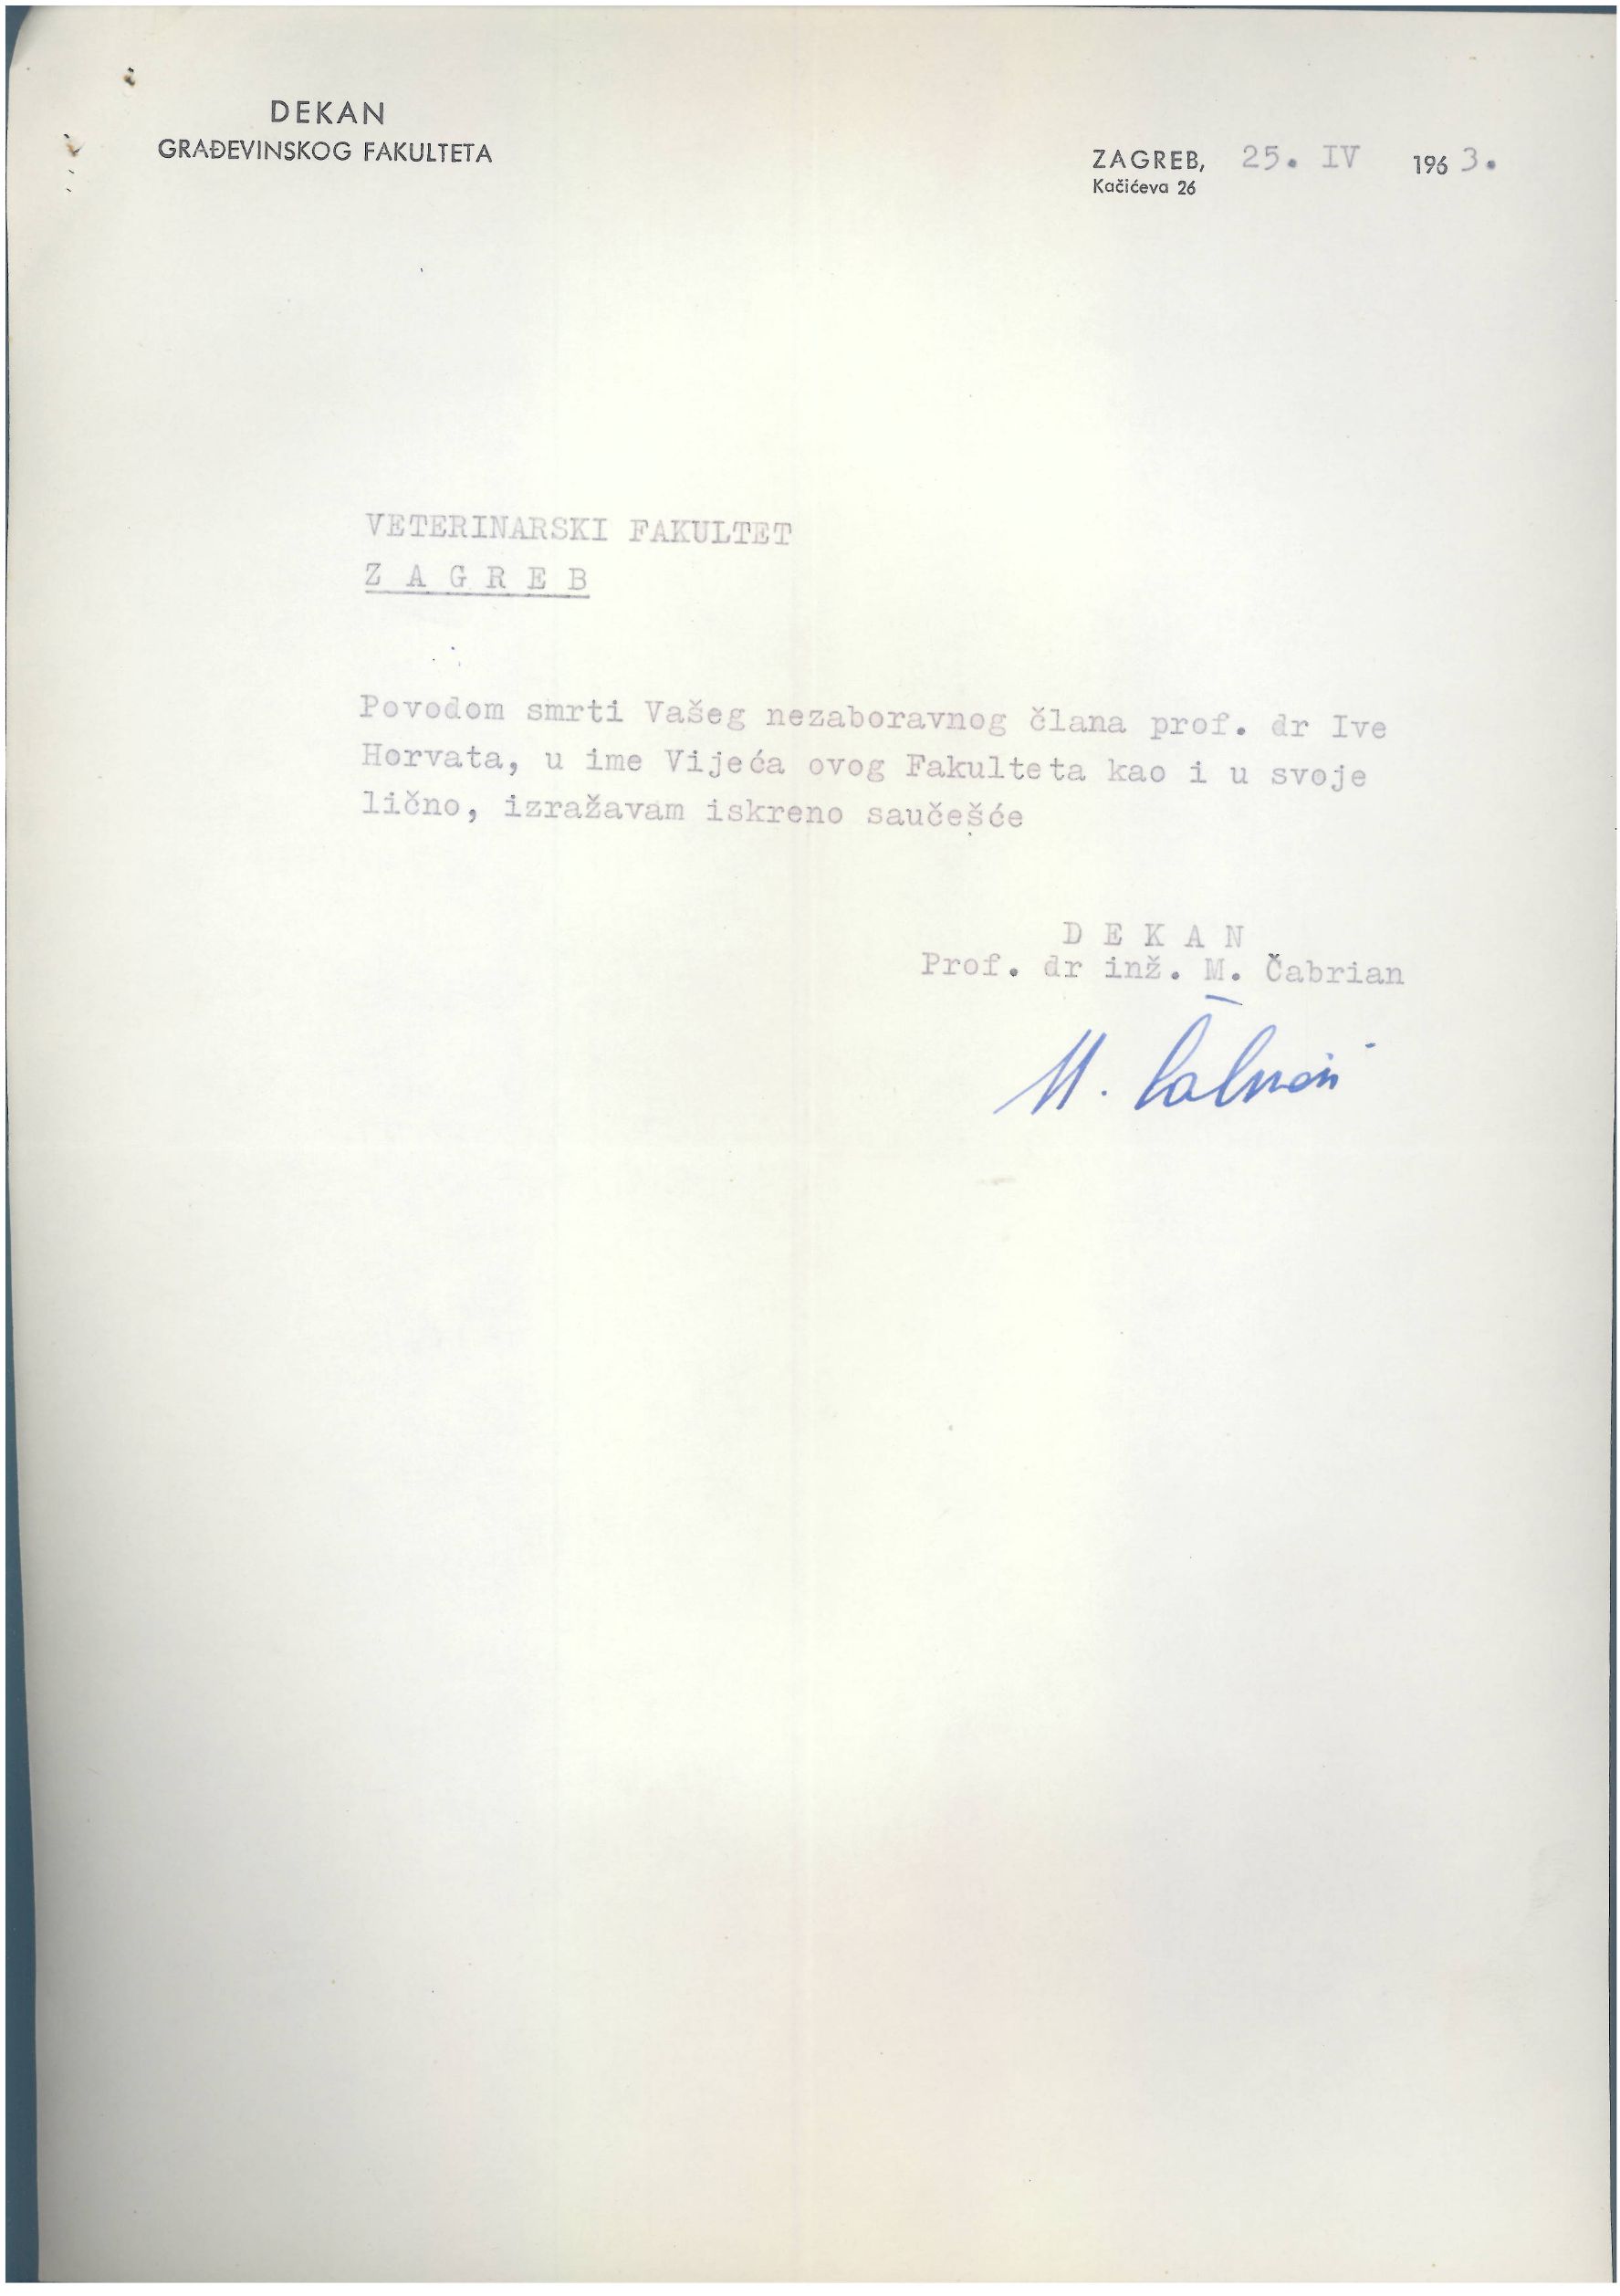 DEKAN
GRAĐEVINSKOG FAKULTETA
ZAGREB, 25. IV 1963.
Kačićeva 26
VETERINARSKI FAKULTET
Z A G R E B
Povodom smrti Vašeg nezaboravnog člana prof. dr Ive
Horvata, u ime Vijeća ovog Fakulteta kao i u svoje
lično, izražavam iskreno saučešće
D E K A N
Prof. dr inž. M. Čabrian
M. Čabrian